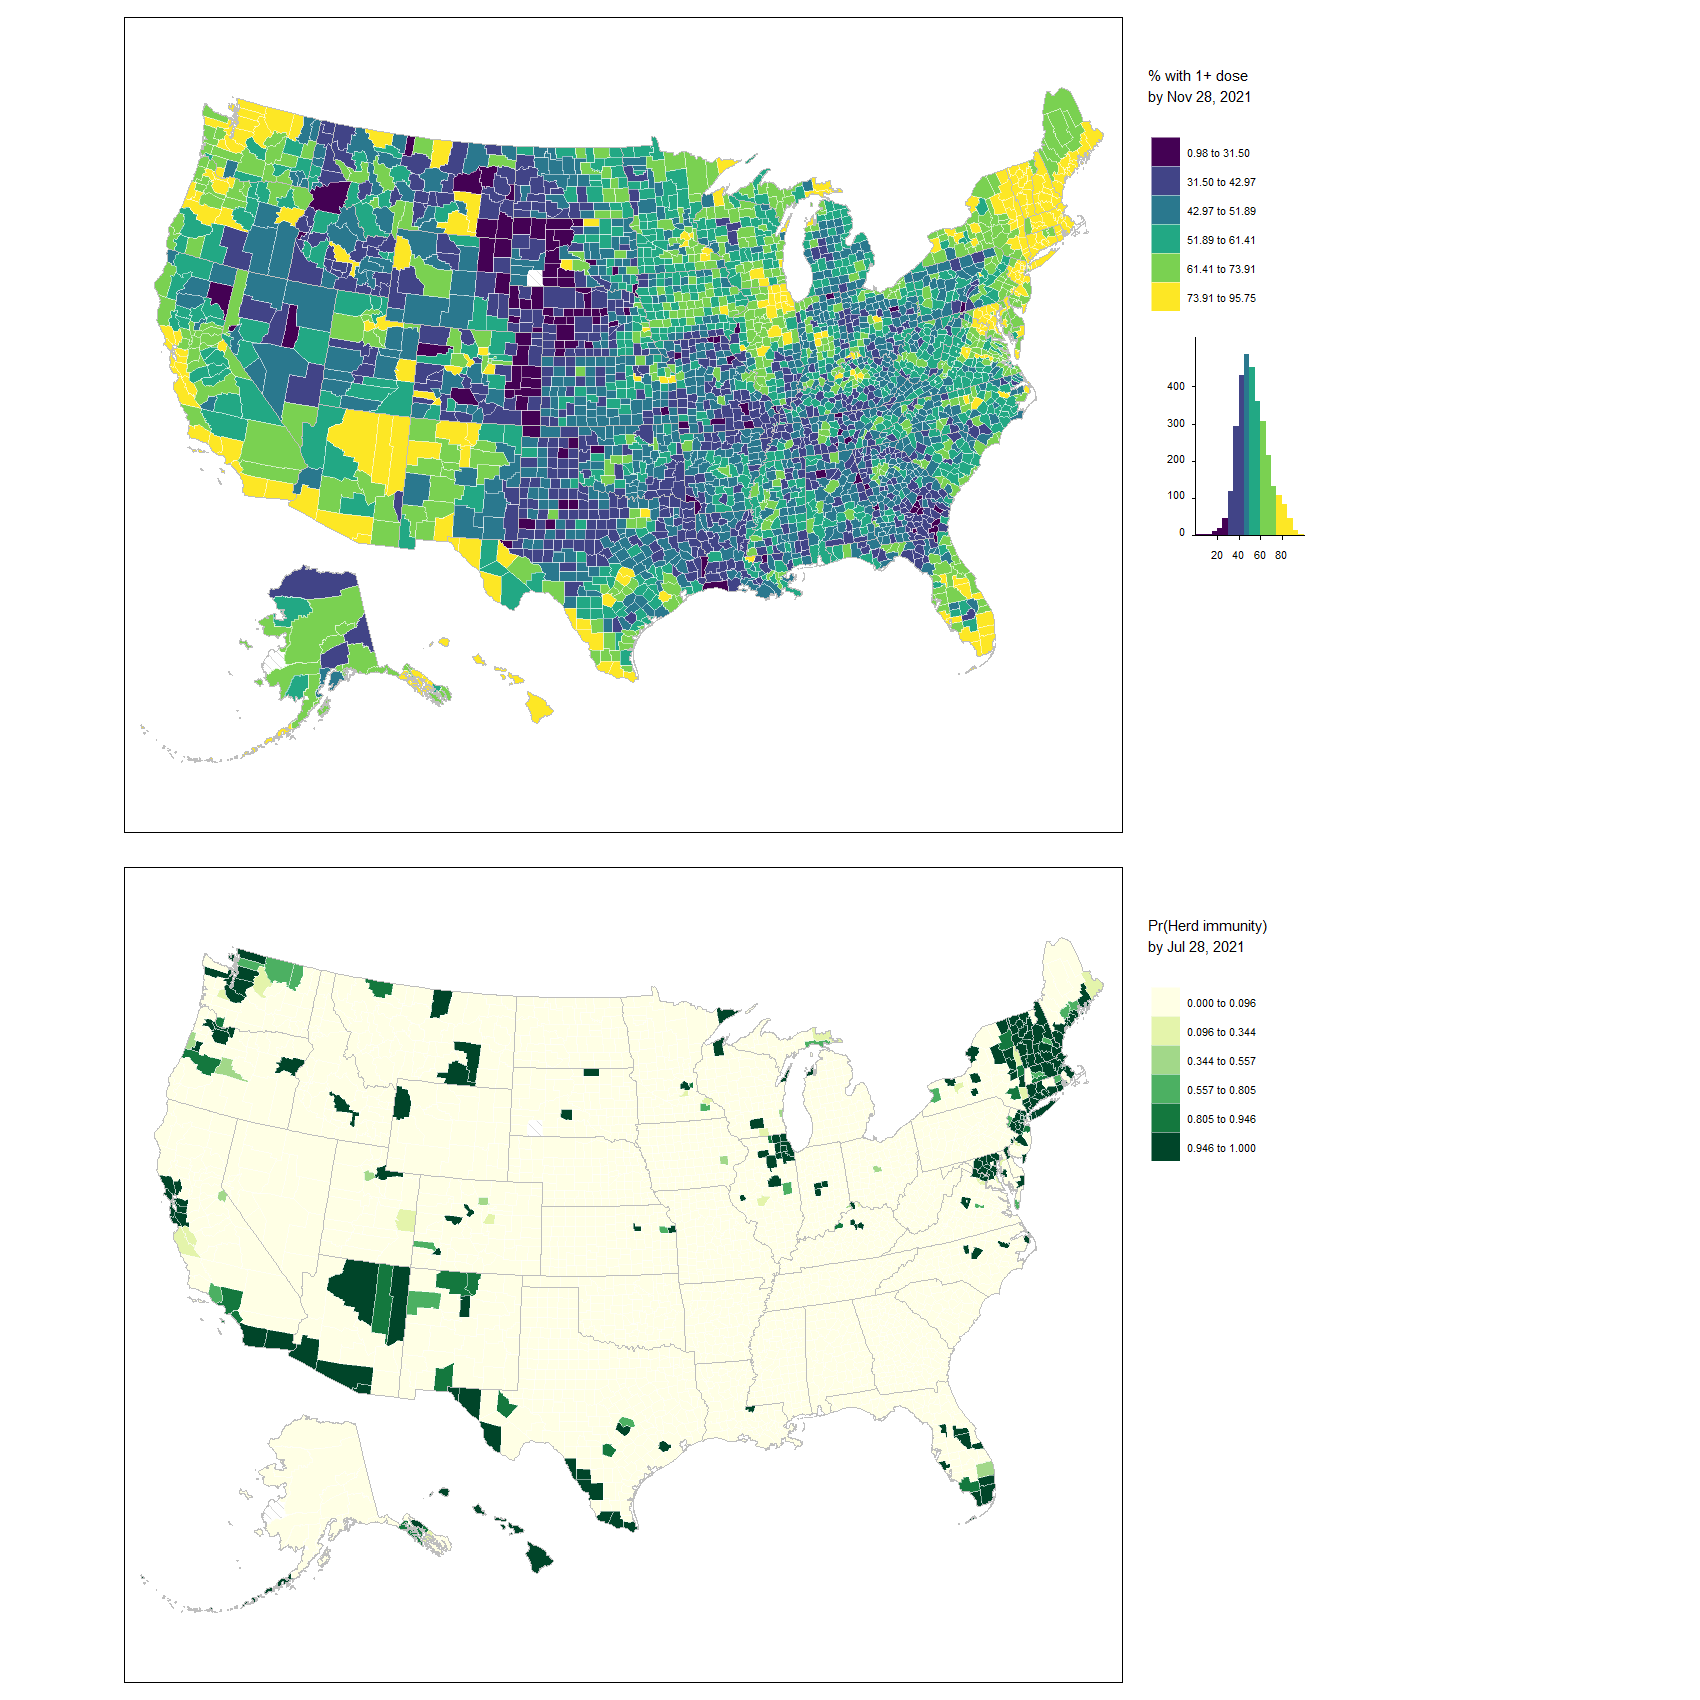 % with 1+ dose
by Nov 28, 2021
0.98 to 31.50
31.50 to 42.97
42.97 to 51.89
51.89 to 61.41
61.41 to 73.91
73.91 to 95.75
400
300
200
100
0
20 40 60 80
Pr(Herd immunity)
by Jul 28, 2021
0.000 to 0.096
0.096 to 0.344
0.344 to 0.557
0.557 to 0.805
0.805 to 0.946
0.946 to 1.000